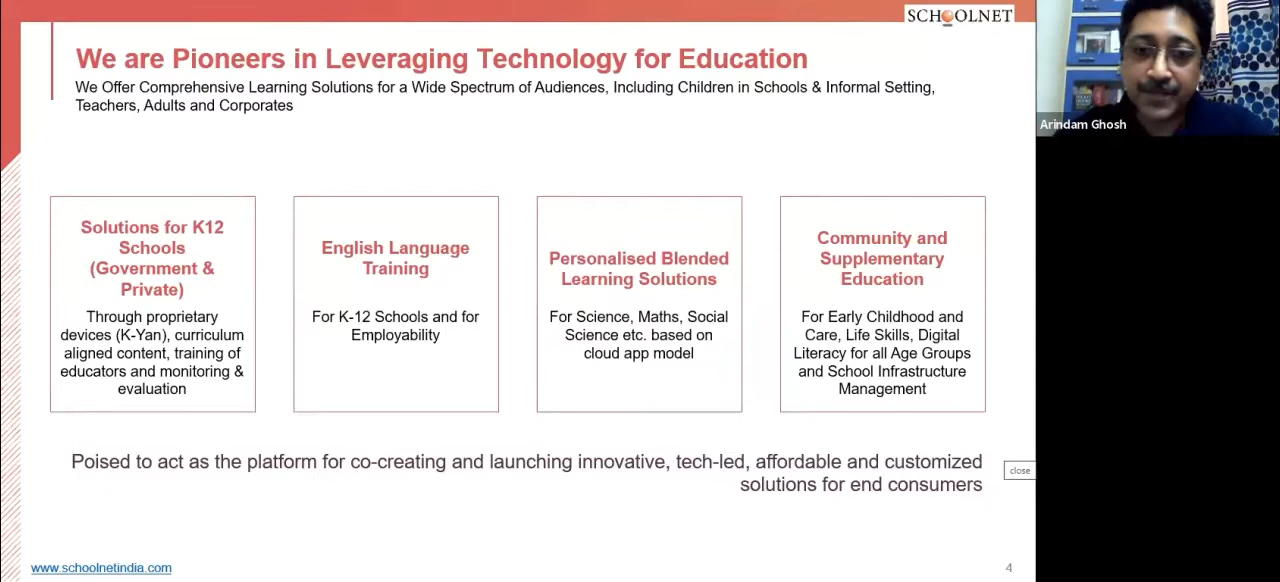 SCHOOLNET
We are Pioneers in Leveraging Technology for Education
We Offer Comprehensive Learning Solutions for a Wide Spectrum of Audiences, Including Children in Schools & Informal Setting,
Teachers, Adults and Corporates
Arindam Ghosh
Solutions for K12
Schools
(Government &
Private)
Through proprietary
devices (K-Yan), curriculum
aligned content, training of
educators and monitoring &
evaluation
English Language
Training
For K-12 Schools and for
Employability
Personalised Blended
Learning Solutions
For Science, Maths, Social
Science etc. based on
cloud app model
Community and
Supplementary
Education
For Early Childhood and
Care, Life Skills, Digital
Literacy for all Age Groups
and School Infrastructure
Management
Poised to act as the platform for co-creating and launching innovative, tech-led, affordable and customized
solutions for end consumers
close
www.schoolnetindia.com
4